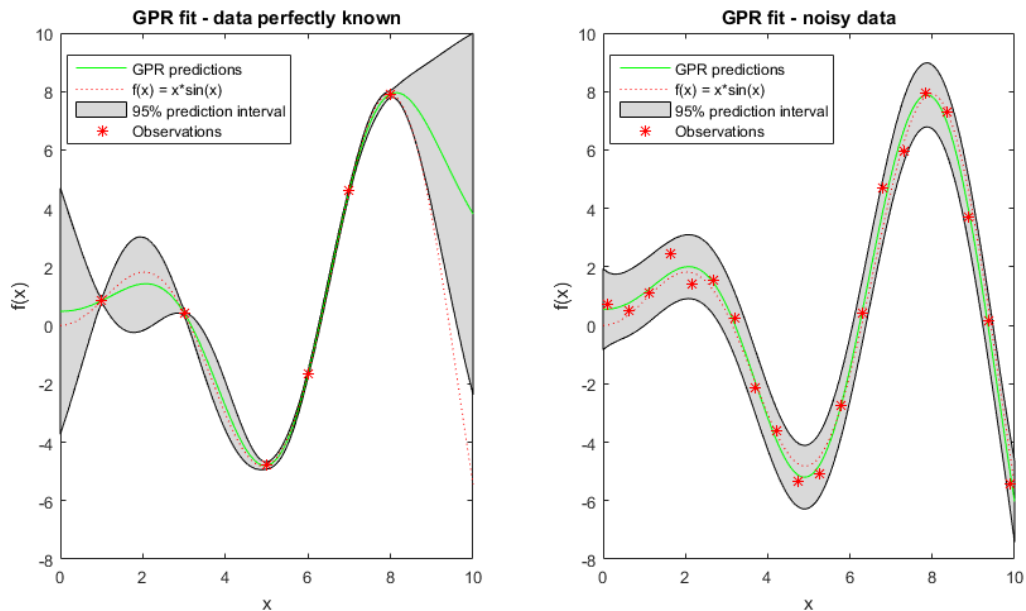 GPR fit - data perfectly known
10
8
6
4
2
0
-2
-4
-6
-8
f(x)
GPR predictions
f(x) = x*sin(x)
95% prediction interval
Observations
0 2 4 6 8 10
x
GPR fit - noisy data
10
8
6
4
2
0
-2
-4
-6
-8
f(x)
GPR predictions
f(x) = x*sin(x)
95% prediction interval
Observations
0 2 4 6 8 10
x